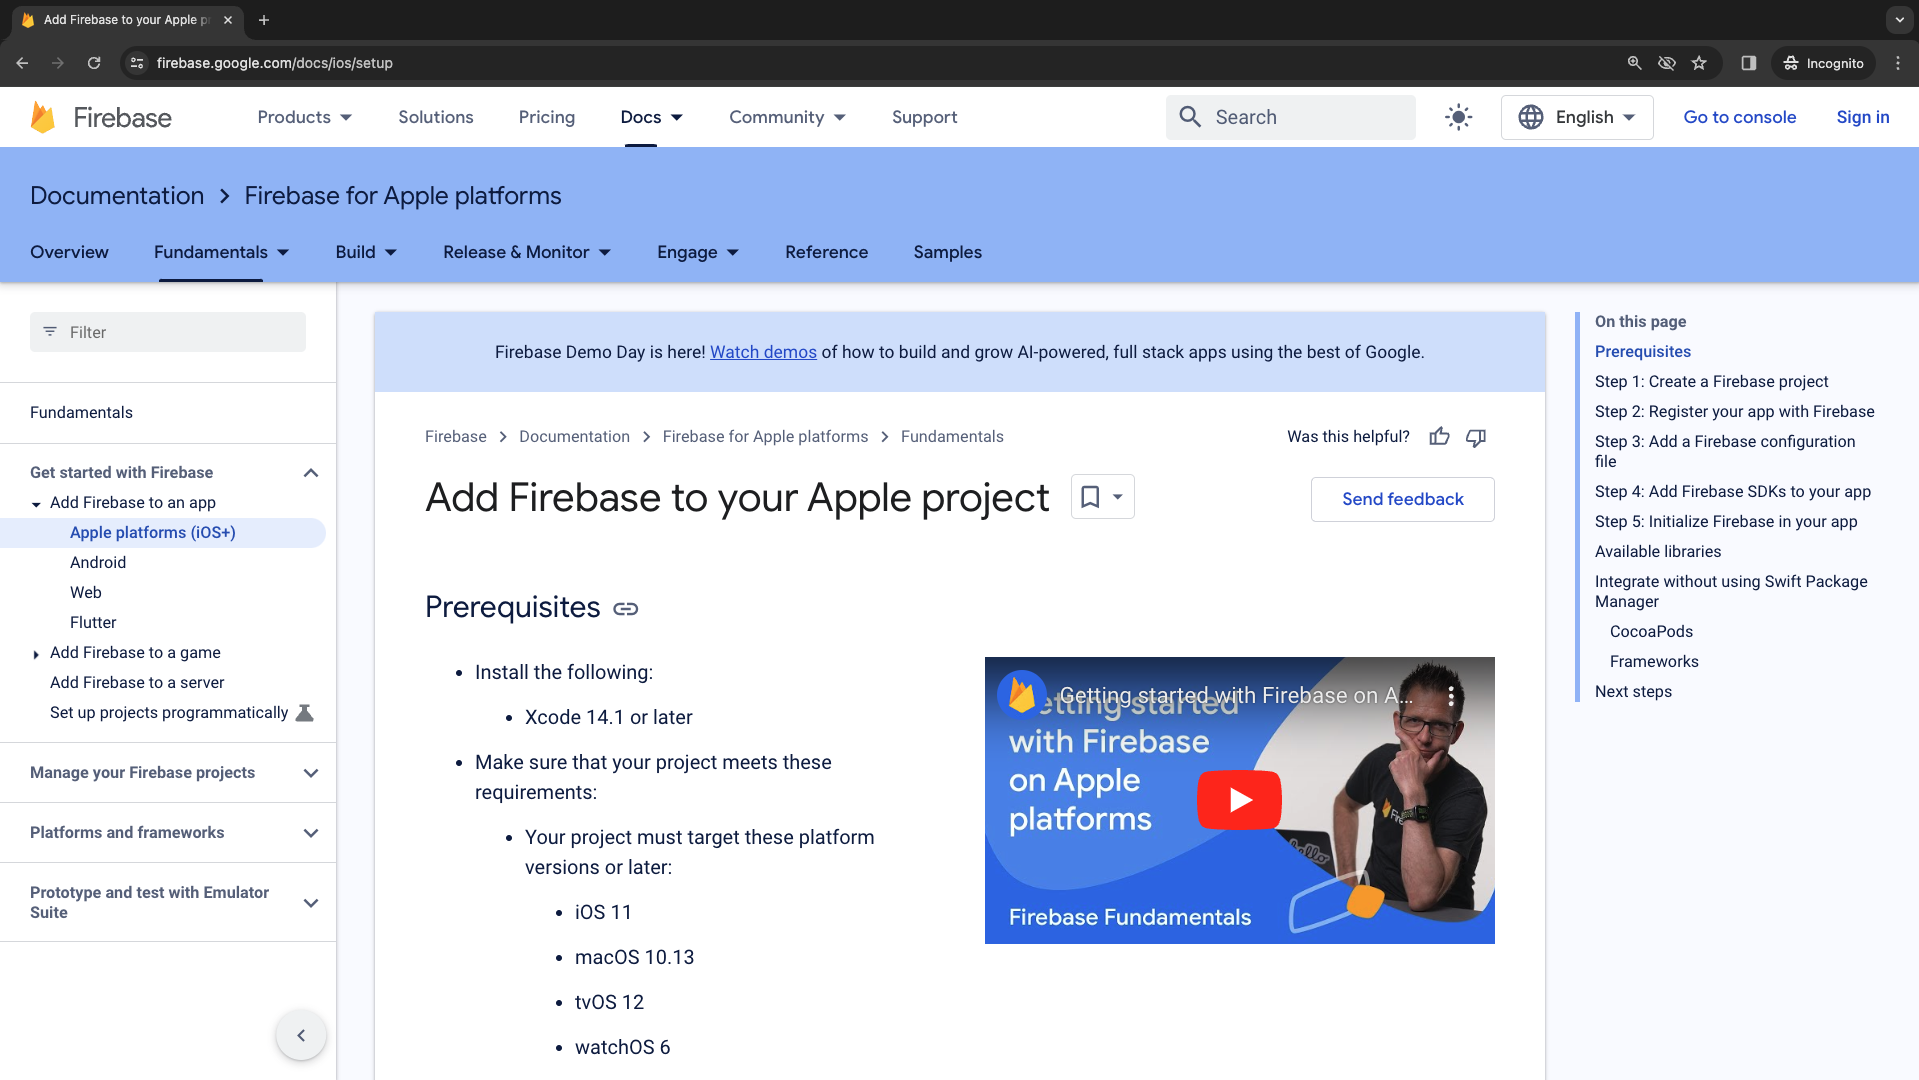 Add Firebase to your Apple pr
firebase.google.com/docs/ios/setup
Incognito
Firebase
Products
Solutions
Pricing
Docs
Community
Support
Search
English
Go to console
Sign in
Documentation
Firebase for Apple platforms
Overview
Fundamentals
Build
Release & Monitor
Engage
Reference
Samples
Filter
Fundamentals
Get started with Firebase
Add Firebase to an app
Apple platforms (iOS+)
Android
Web
Flutter
Add Firebase to a game
Add Firebase to a server
Set up projects programmatically
Manage your Firebase projects
Platforms and frameworks
Prototype and test with Emulator
Suite
Firebase Demo Day is here! Watch demos of how to build and grow AI-powered, full stack apps using the best of Google.
Firebase
Documentation
Firebase for Apple platforms
Fundamentals
Was this helpful?
Add Firebase to your Apple project
Send feedback
Prerequisites
• Install the following:
• Xcode 14.1 or later
• Make sure that your project meets these
requirements:
• Your project must target these platform
versions or later:
• iOS 11
• macOS 10.13
• tvOS 12
• watchOS 6
Getting started with Firebase on A...
Getting started
with Firebase
on Apple
platforms
hello
Firebase Fundamentals
On this page
Prerequisites
Step 1: Create a Firebase project
Step 2: Register your app with Firebase
Step 3: Add a Firebase configuration
file
Step 4: Add Firebase SDKs to your app
Step 5: Initialize Firebase in your app
Available libraries
Integrate without using Swift Package
Manager
CocoaPods
Frameworks
Next steps